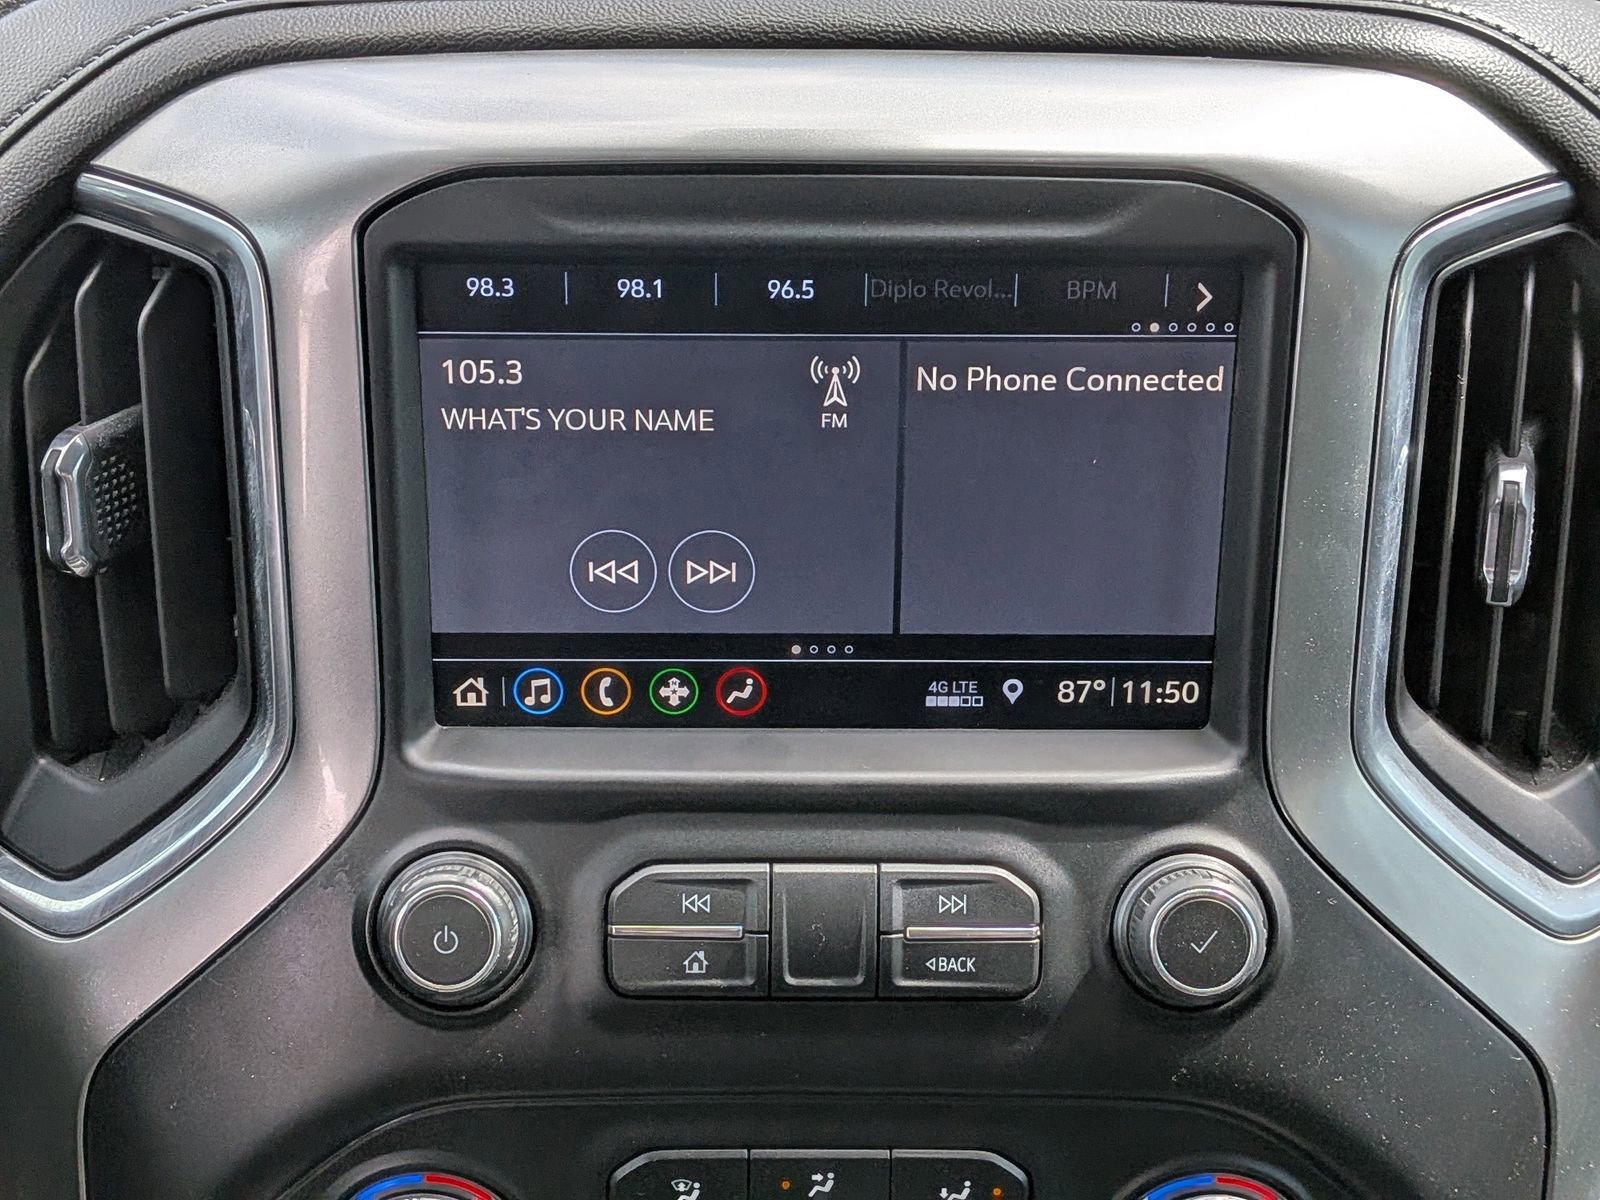 98.3 98.1 96.5 Diplo Revol... BPM
105.3
WHAT'S YOUR NAME
FM
No Phone Connected
4G LTE 87° 11:50
BACK